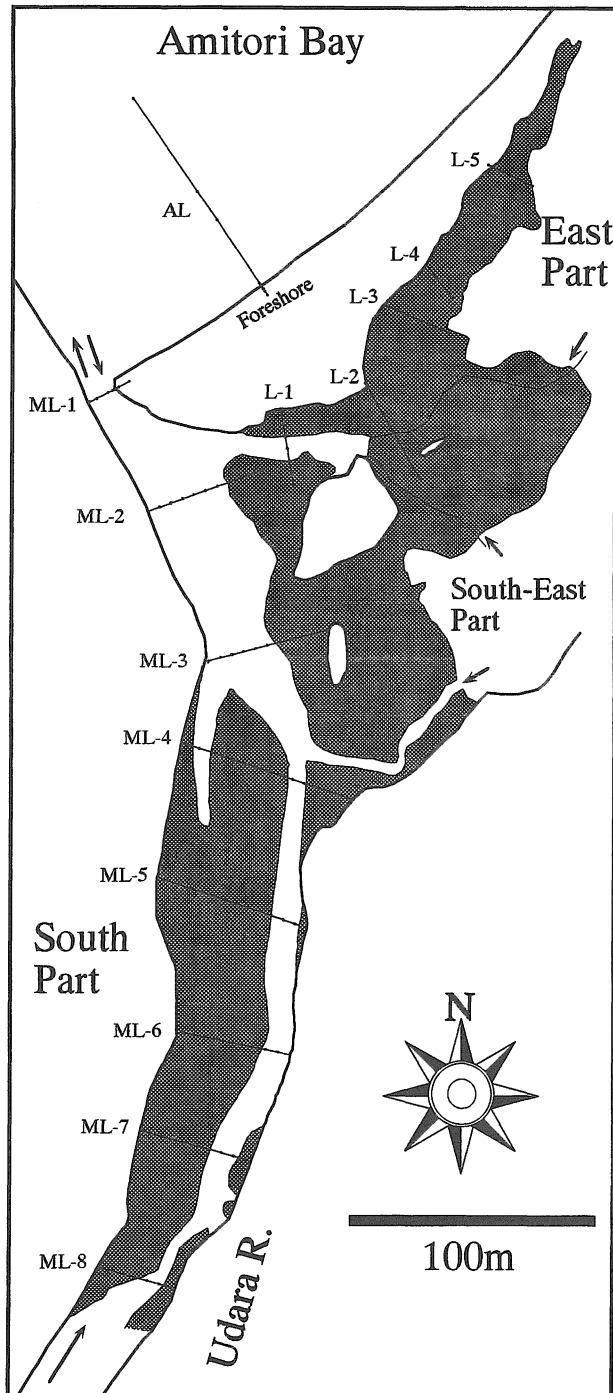 Amitori Bay
L-5
AL
East
Part
L-4
Foreshore
L-3
L-2
L-1
ML-1
ML-2
South-East
Part
ML-3
ML-4
ML-5
South
Part
N
ML-6
ML-7
100m
ML-8
Udara R.